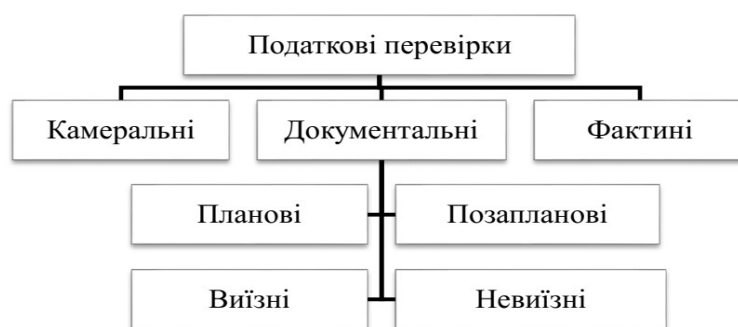 Податкові перевірки
Камеральні
Документальні
Фактині
Планові
Позапланові
Виїзні
Невиїзні